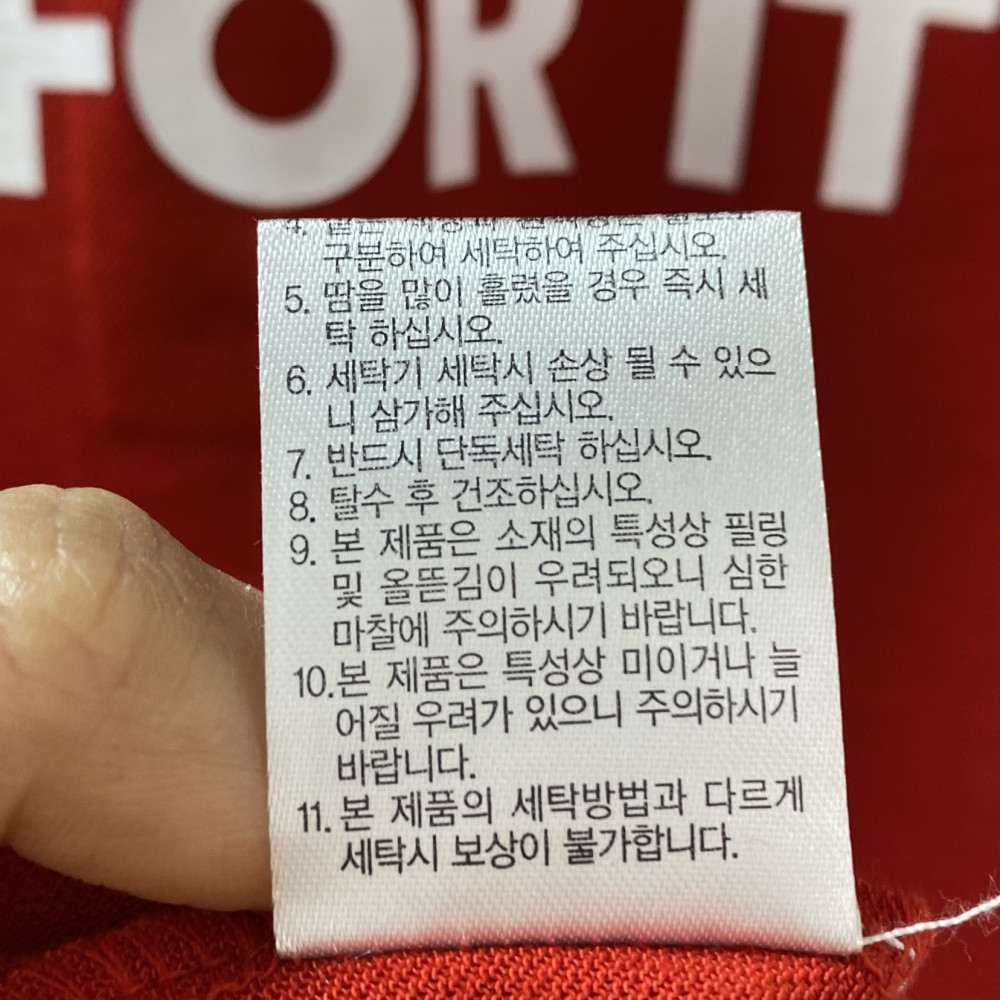 FOR IT
4. 같은
구분하여 세탁하여 주십시오.
5. 땀을 많이 흘렸을 경우 즉시 세
탁 하십시오.
6. 세탁기 세탁시 손상 될 수 있으
니 삼가해 주십시오.
7. 반드시 단독세탁 하십시오.
8. 탈수 후 건조하십시오.
9. 본 제품은 소재의 특성상 필링
및 올뜯김이 우려되오니 심한
마찰에 주의하시기 바랍니다.
10.본 제품은 특성상 미이거나 늘
어질 우려가 있으니 주의하시기
바랍니다.
11. 본 제품의 세탁방법과 다르게
세탁시 보상이 불가합니다.